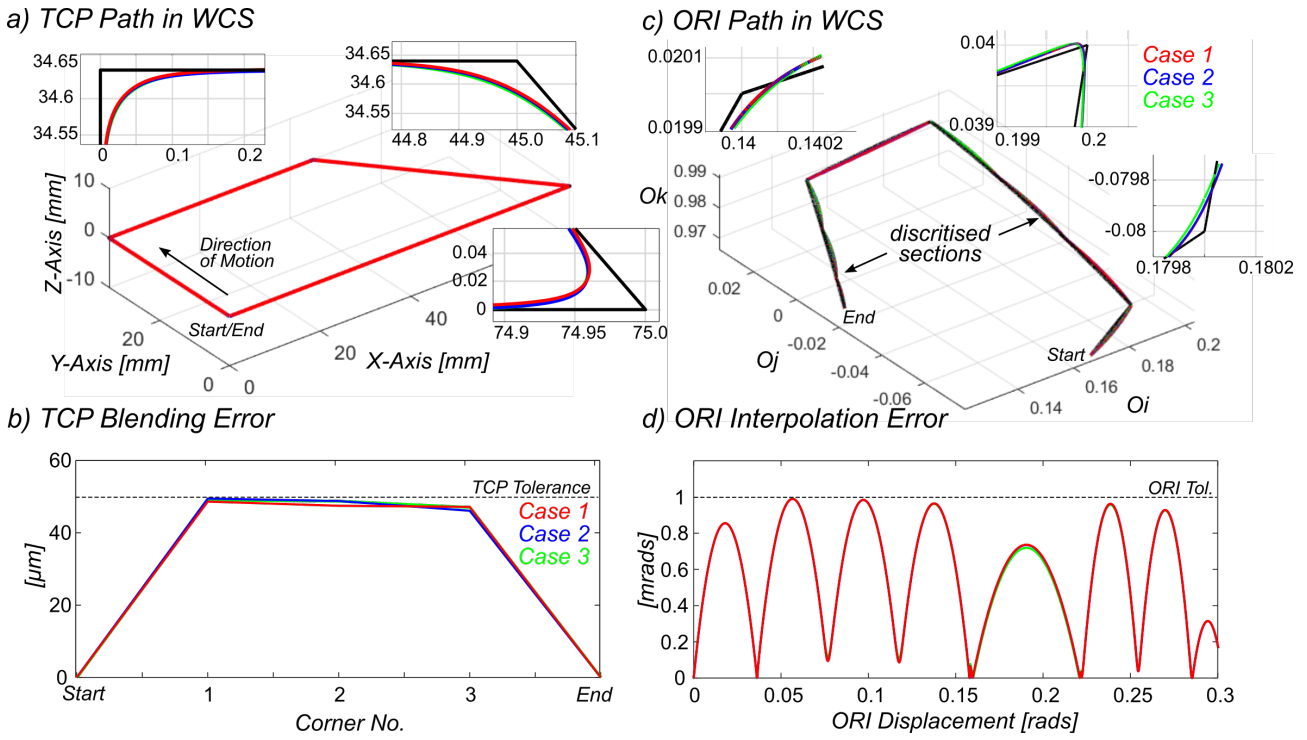 a) TCP Path in WCS
34.65
34.6
34.55
0
0.1
0.2
34.65
34.60
34.55
44.8
44.9
45.0
45.1
10
0
-10
Z-Axis [mm]
Direction
of Motion
Start/End
0.04
0.02
0
74.9
74.95
75.0
40
20
0
20
0
Y-Axis [mm]
X-Axis [mm]
c) ORI Path in WCS
0.0201
0.0199
0.14
0.1402
0.04
0.039
0.199
0.2
Case 1
Case 2
Case 3
-0.0798
-0.08
0.1798
0.1802
0.99
0.98
0.97
Ok
discritised
sections
End
Start
0.02
0
-0.02
-0.04
-0.06
Oj
0.14
0.16
0.18
0.2
Oi
b) TCP Blending Error
60
40
20
0
[μm]
TCP Tolerance
Case 1
Case 2
Case 3
Start
1
2
3
End
Corner No.
d) ORI Interpolation Error
1
0.8
0.6
0.4
0.2
0
[mrads]
ORI Tol.
0
0.05
0.1
0.15
0.2
0.25
0.3
ORI Displacement [rads]